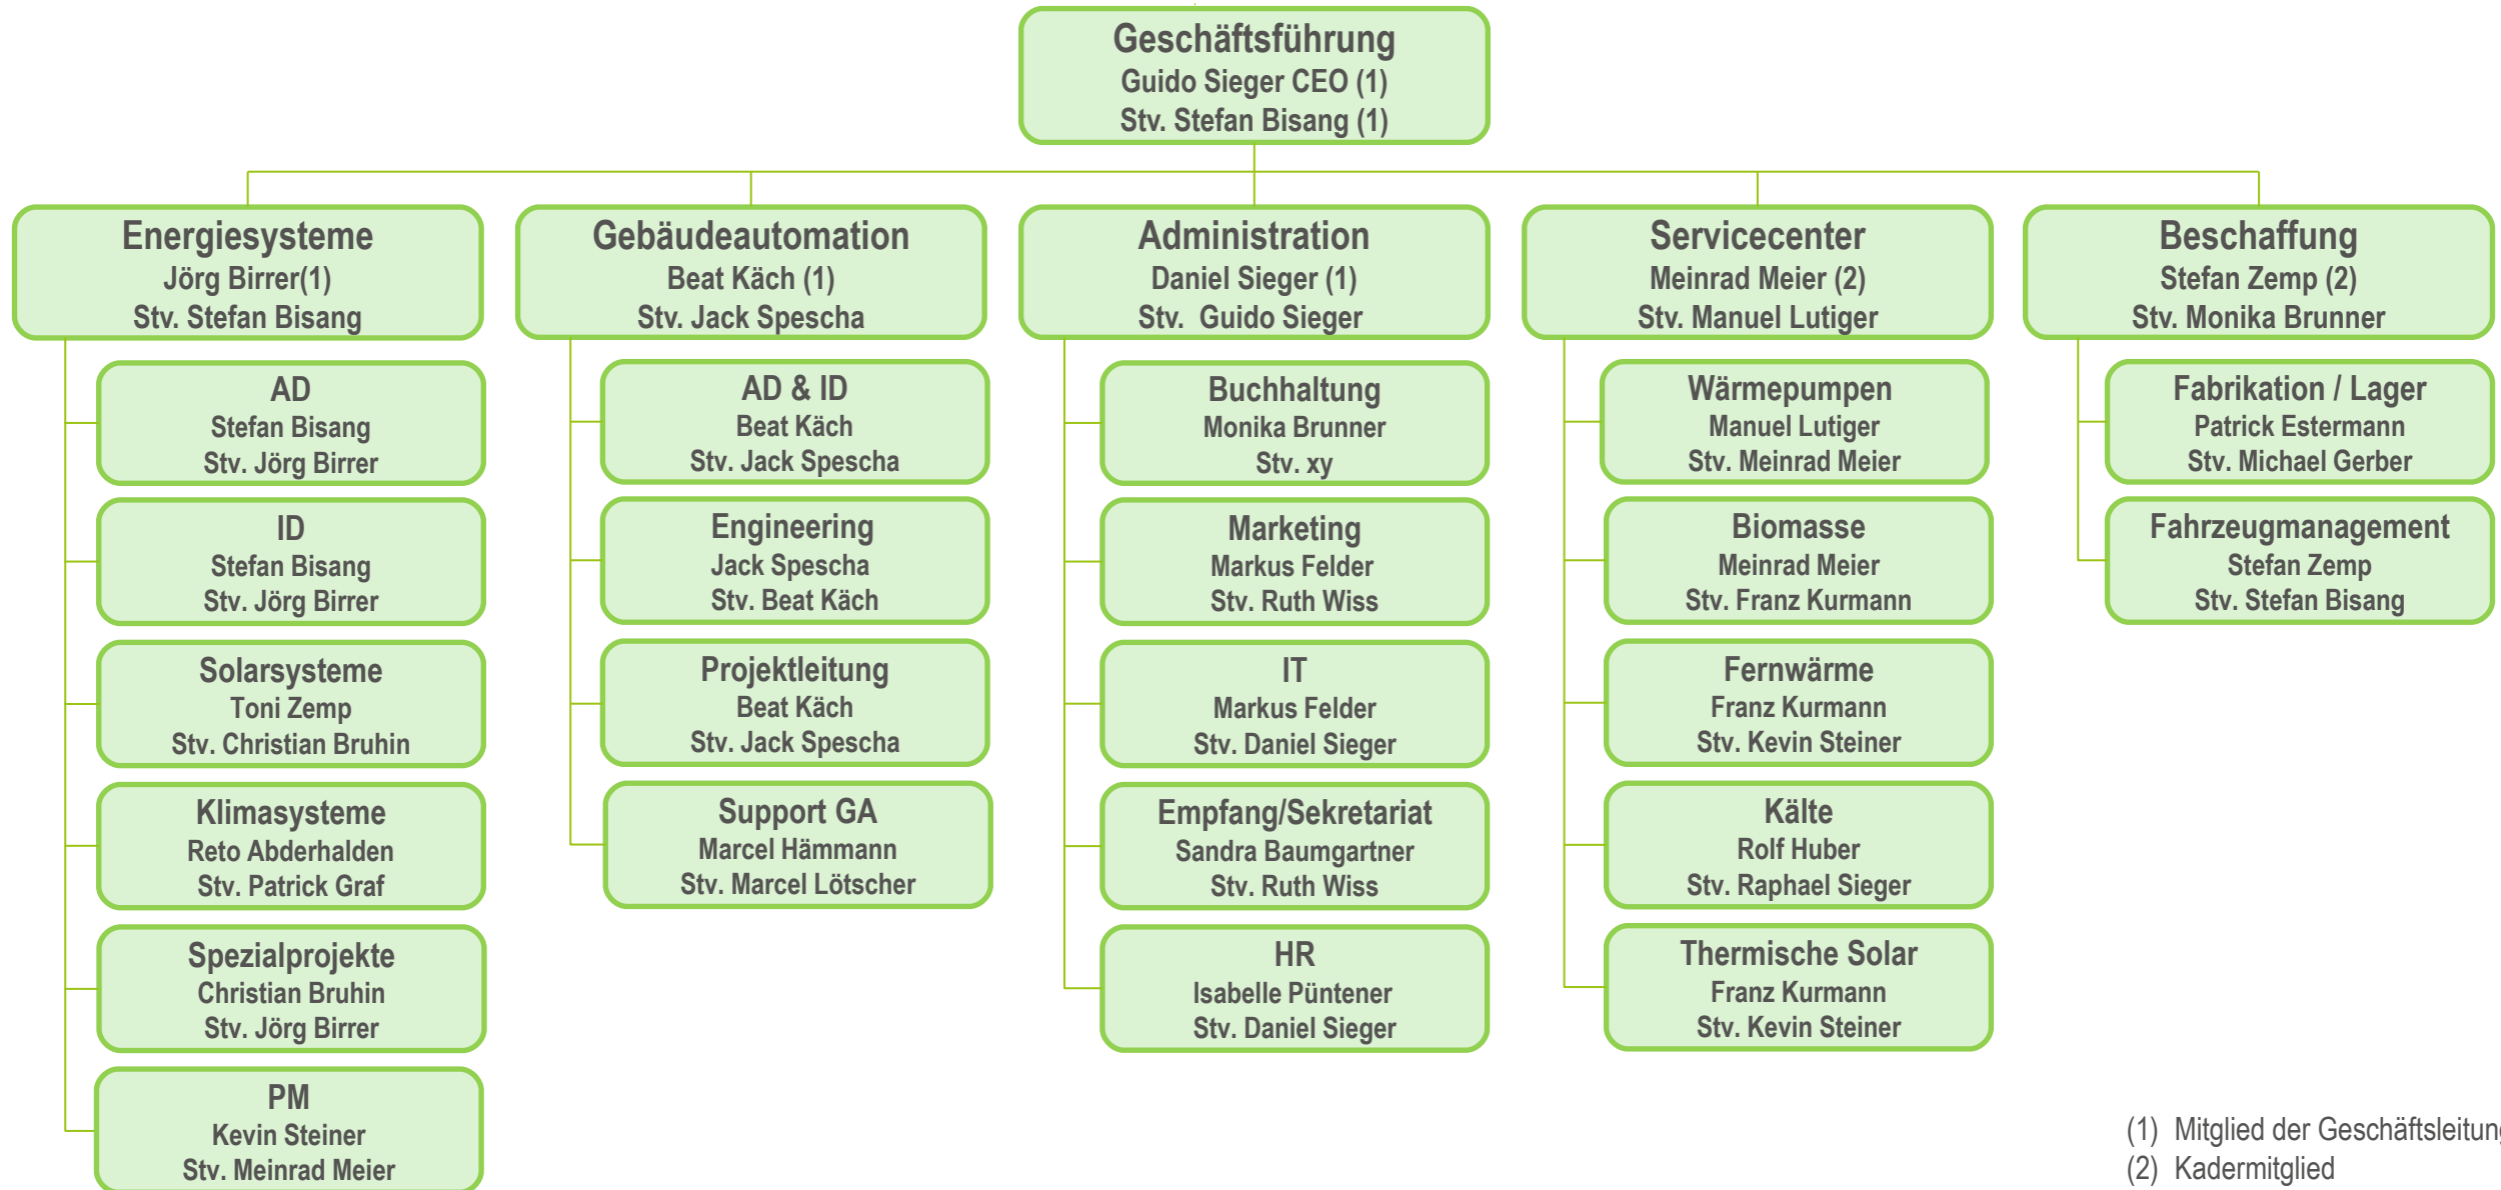 Geschäftsführung
Guido Sieger CEO (1)
Stv. Stefan Bisang (1)
Energiesysteme
Jörg Birrer(1)
Stv. Stefan Bisang
AD
Stefan Bisang
Stv. Jörg Birrer
ID
Stefan Bisang
Stv. Jörg Birrer
Solarsysteme
Toni Zemp
Stv. Christian Bruhin
Klimasysteme
Reto Abderhalden
Stv. Patrick Graf
Spezialprojekte
Christian Bruhin
Stv. Jörg Birrer
PM
Kevin Steiner
Stv. Meinrad Meier
Gebäudeautomation
Beat Käch (1)
Stv. Jack Spescha
AD & ID
Beat Käch
Stv. Jack Spescha
Engineering
Jack Spescha
Stv. Beat Käch
Projektleitung
Beat Käch
Stv. Jack Spescha
Support GA
Marcel Hämmann
Stv. Marcel Lötscher
Administration
Daniel Sieger (1)
Stv. Guido Sieger
Buchhaltung
Monika Brunner
Stv. xy
Marketing
Markus Felder
Stv. Ruth Wiss
IT
Markus Felder
Stv. Daniel Sieger
Empfang/Sekretariat
Sandra Baumgartner
Stv. Ruth Wiss
HR
Isabelle Püntener
Stv. Daniel Sieger
Servicecenter
Meinrad Meier (2)
Stv. Manuel Lutiger
Wärmepumpen
Manuel Lutiger
Stv. Meinrad Meier
Biomasse
Meinrad Meier
Stv. Franz Kurmann
Fernwärme
Franz Kurmann
Stv. Kevin Steiner
Kälte
Rolf Huber
Stv. Raphael Sieger
Thermische Solar
Franz Kurmann
Stv. Kevin Steiner
Beschaffung
Stefan Zemp (2)
Stv. Monika Brunner
Fabrikation / Lager
Patrick Estermann
Stv. Michael Gerber
Fahrzeugmanagement
Stefan Zemp
Stv. Stefan Bisang
(1) Mitglied der Geschäftsleitung
(2) Kadermitglied